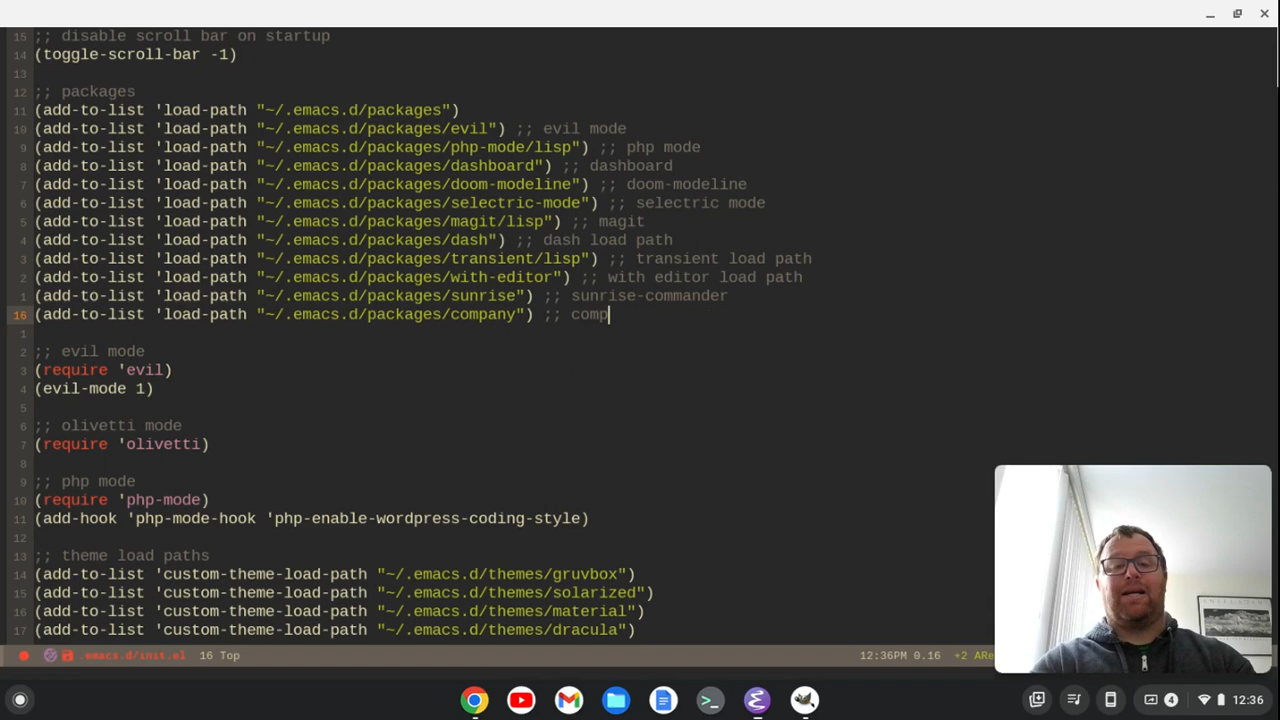 15 ;; disable scroll bar on startup
14 (toggle-scroll-bar -1)
13
12 ;; packages
11 (add-to-list 'load-path "~/.emacs.d/packages")
10 (add-to-list 'load-path "~/.emacs.d/packages/evil") ;; evil mode
9 (add-to-list 'load-path "~/.emacs.d/packages/php-mode/lisp") ;; php mode
8 (add-to-list 'load-path "~/.emacs.d/packages/dashboard") ;; dashboard
7 (add-to-list 'load-path "~/.emacs.d/packages/doom-modeline") ;; doom-modeline
6 (add-to-list 'load-path "~/.emacs.d/packages/selectric-mode") ;; selectric mode
5 (add-to-list 'load-path "~/.emacs.d/packages/magit/lisp") ;; magit
4 (add-to-list 'load-path "~/.emacs.d/packages/dash") ;; dash load path
3 (add-to-list 'load-path "~/.emacs.d/packages/transient/lisp") ;; transient load path
2 (add-to-list 'load-path "~/.emacs.d/packages/with-editor") ;; with editor load path
1 (add-to-list 'load-path "~/.emacs.d/packages/sunrise") ;; sunrise-commander
16 (add-to-list 'load-path "~/.emacs.d/packages/company") ;; comp
1
2 ;; evil mode
3 (require 'evil)
4 (evil-mode 1)
5
6 ;; olivetti mode
7 (require 'olivetti)
8
9 ;; php mode
10 (require 'php-mode)
11 (add-hook 'php-mode-hook 'php-enable-wordpress-coding-style)
12
13 ;; theme load paths
14 (add-to-list 'custom-theme-load-path "~/.emacs.d/themes/gruvbox")
15 (add-to-list 'custom-theme-load-path "~/.emacs.d/themes/solarized")
16 (add-to-list 'custom-theme-load-path "~/.emacs.d/themes/material")
17 (add-to-list 'custom-theme-load-path "~/.emacs.d/themes/dracula")
.emacs.d/init.el 16 Top 12:36PM 0.16 +2 ARe
4 12:36